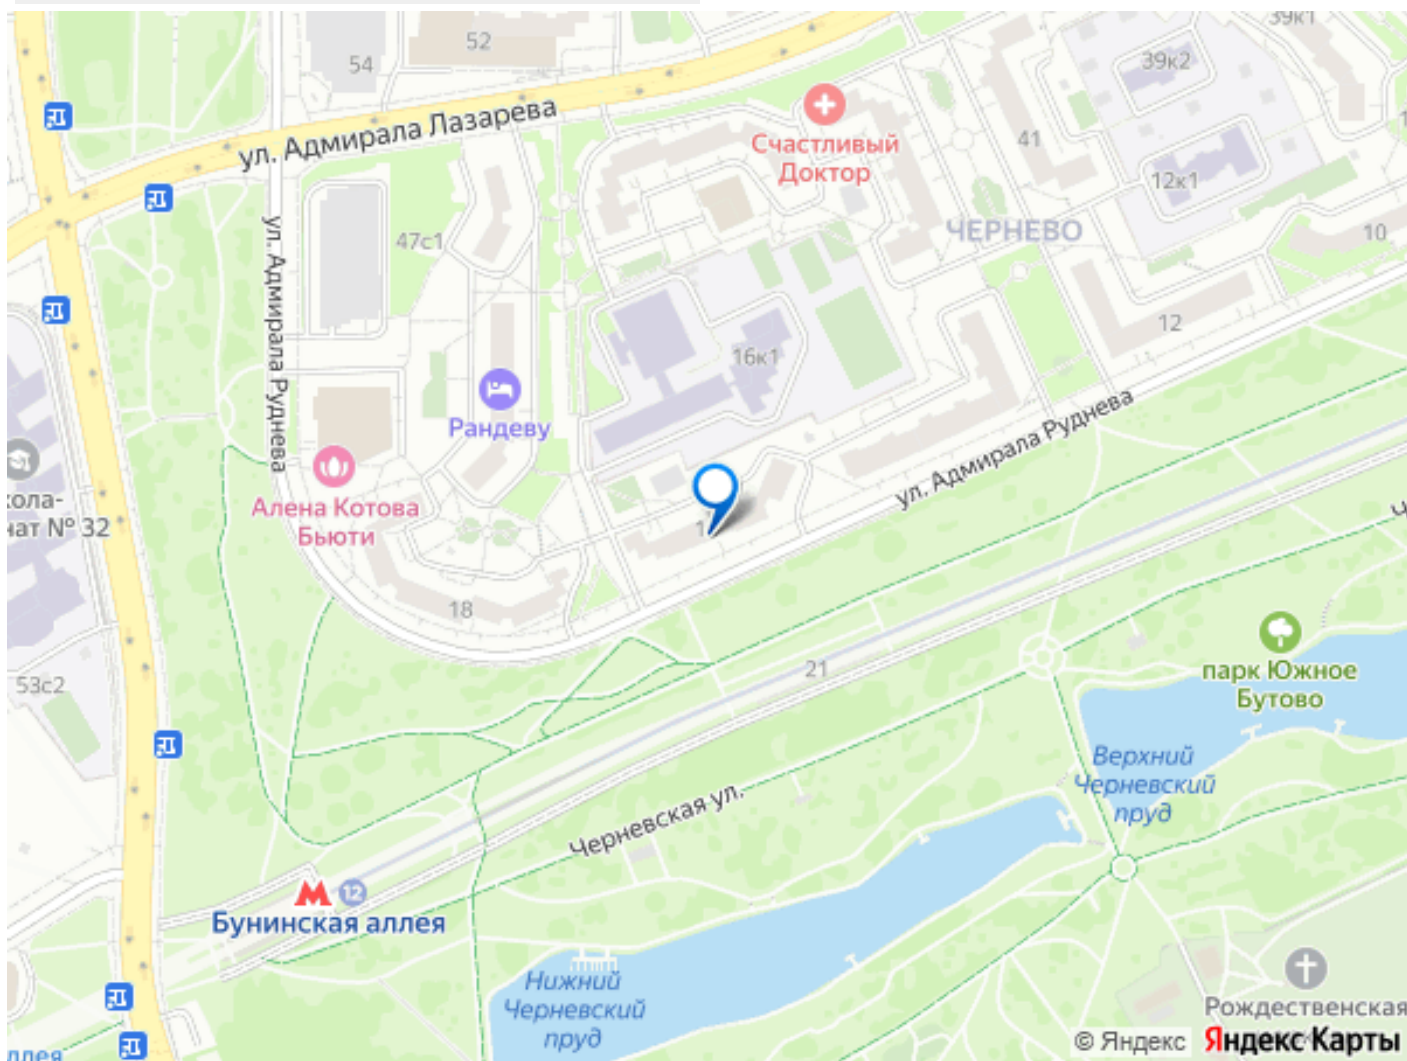 39к1
52
54
39к2
ул. Адмирала Лазарева
Счастливый
Доктор
41
12к1
47с1
ЧЕРНЕВО
10
ул. Адмирала Руднева
12
16к1
Рандеву
ул. Адмирала Руднева
Алена Котова
Бьюти
№ 32
18
53с2
21
парк Южное
Бутово
Верхний
Черневский
пруд
Черневская ул.
12
Бунинская аллея
Нижний
Черневский
пруд
Рождественская
© Яндекс Яндекс Карты